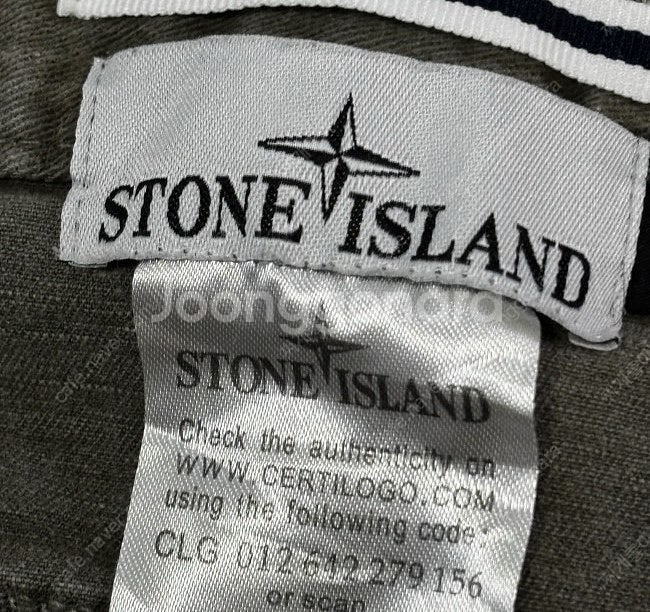 STONE ISLAND
Joonggonara
STONE ISLAND
Check the authenticity on
WWW.CERTILOGO.COM
using the following code:
CLG 012 642 279 156
or scan